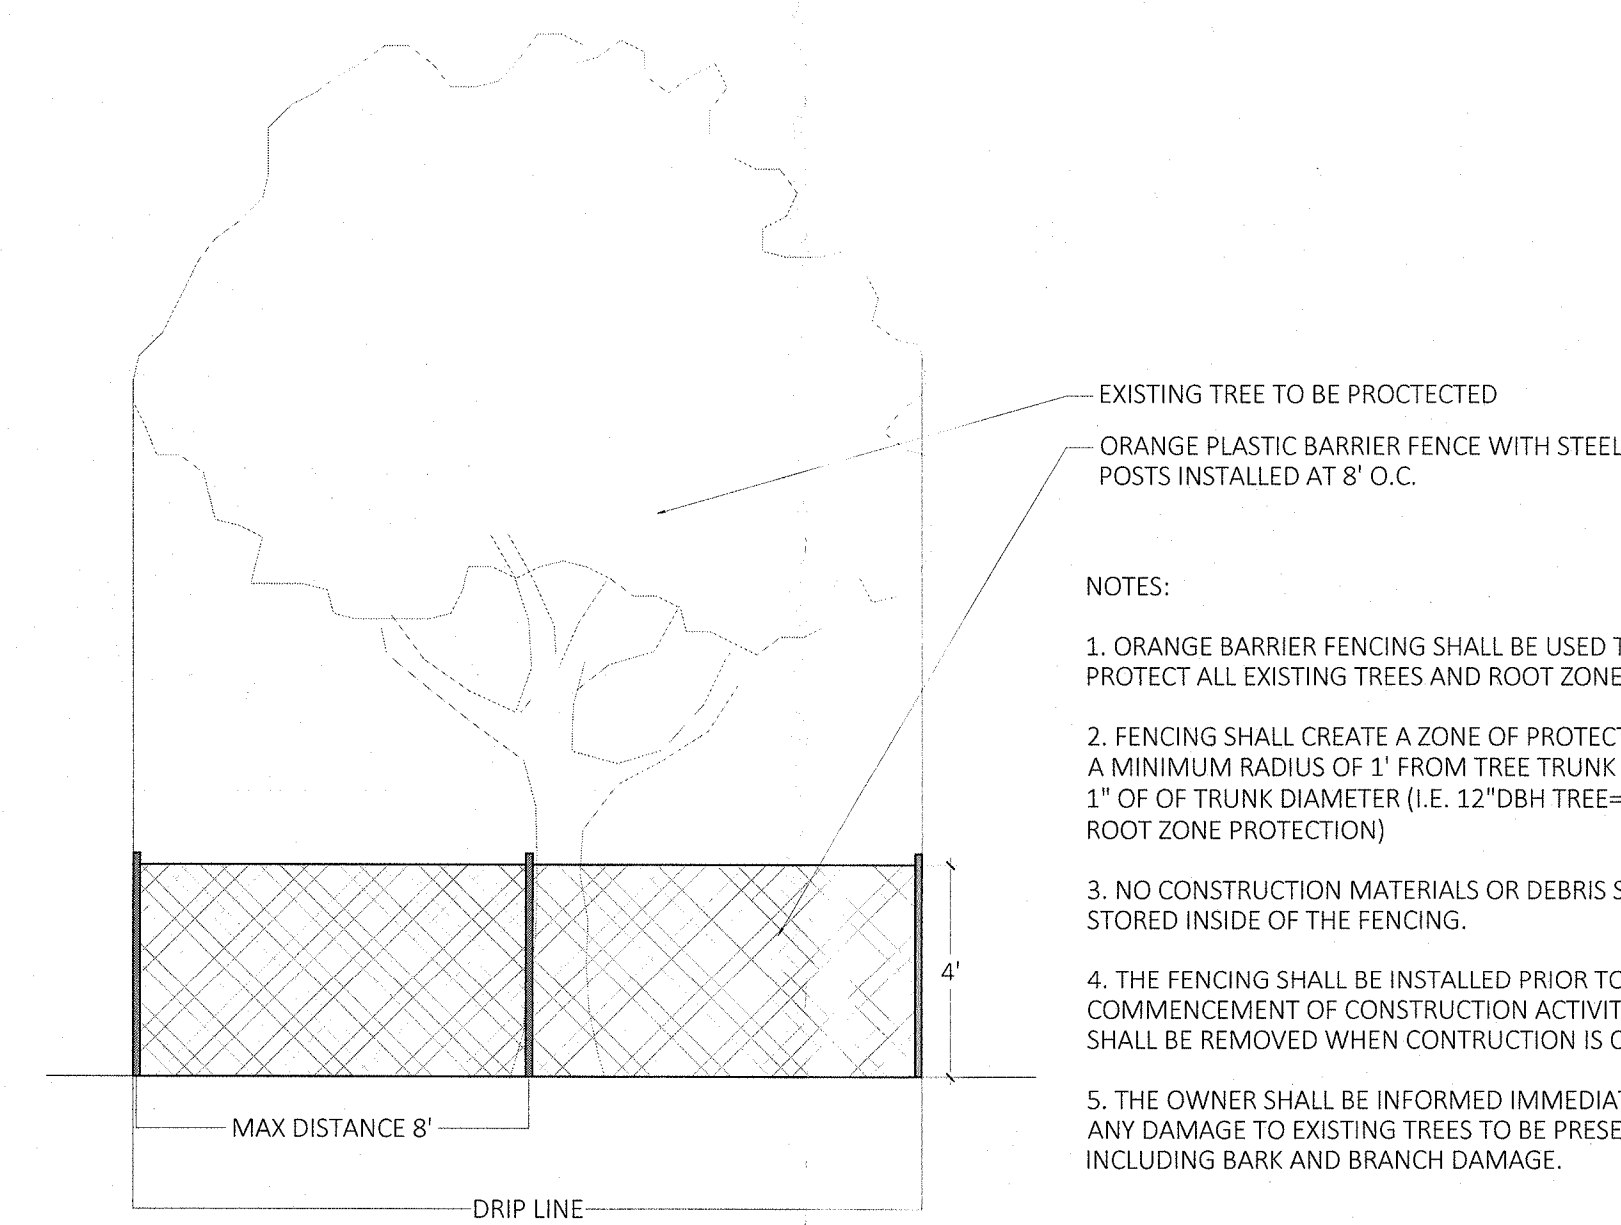 EXISTING TREE TO BE PROCTECTED
ORANGE PLASTIC BARRIER FENCE WITH STEEL
POSTS INSTALLED AT 8' O.C.
NOTES:
1. ORANGE BARRIER FENCING SHALL BE USED
PROTECT ALL EXISTING TREES AND ROOT ZONE
2. FENCING SHALL CREATE A ZONE OF PROTECT
A MINIMUM RADIUS OF 1' FROM TREE TRUNK
1" OF OF TRUNK DIAMETER (I.E. 12"DBH TREE=
ROOT ZONE PROTECTION)
3. NO CONSTRUCTION MATERIALS OR DEBRIS S
STORED INSIDE OF THE FENCING.
4. THE FENCING SHALL BE INSTALLED PRIOR TO
COMMENCEMENT OF CONSTRUCTION ACTIVIT
SHALL BE REMOVED WHEN CONTRUCTION IS C
5. THE OWNER SHALL BE INFORMED IMMEDIAT
ANY DAMAGE TO EXISTING TREES TO BE PRESE
INCLUDING BARK AND BRANCH DAMAGE.
4'
MAX DISTANCE 8'
DRIP LINE